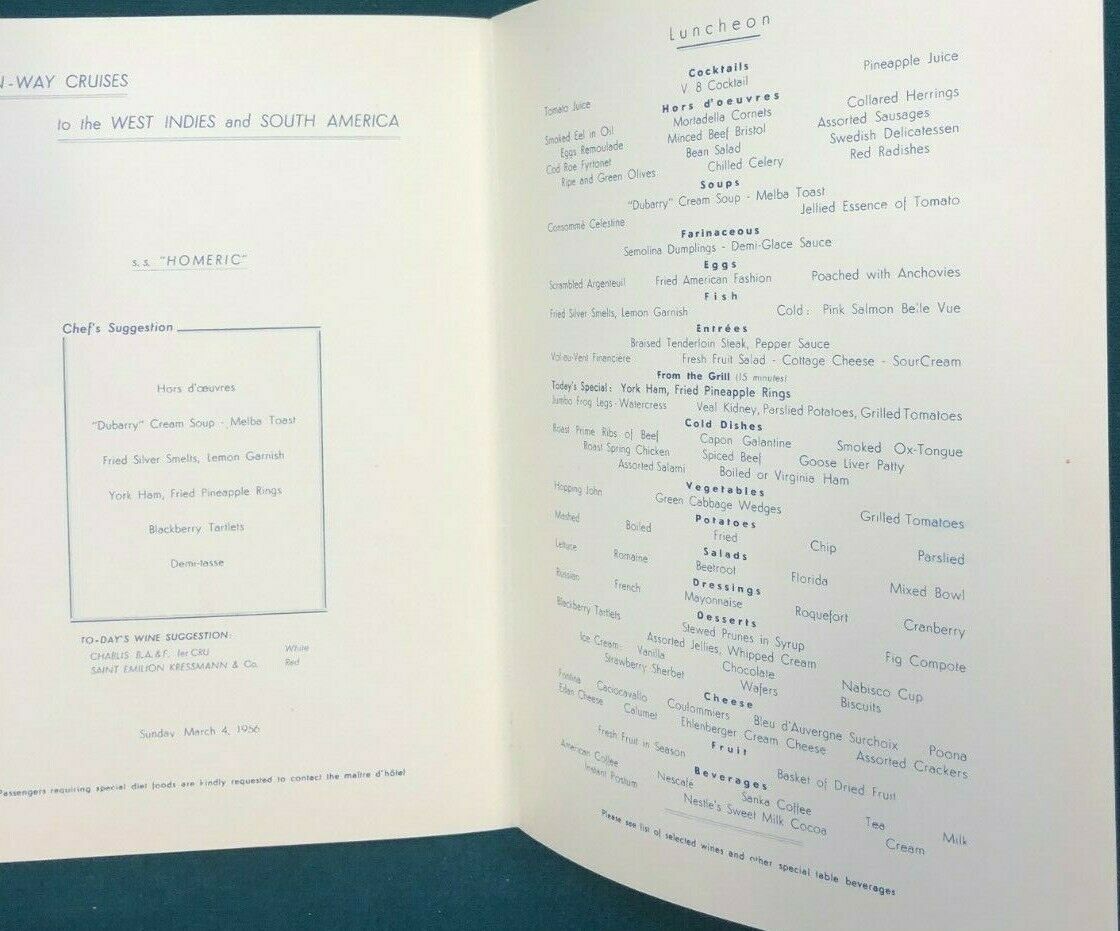 N-WAY CRUISES
to the WEST INDIES and SOUTH AMERICA
s. s. "HOMERIC"
Chef's Suggestion
Hors d'œuvres
"Dubarry" Cream Soup - Melba Toast
Fried Silver Smelts, Lemon Garnish
York Ham, Fried Pineapple Rings
Blackberry Tartlets
Demi-tasse
TO-DAY'S WINE SUGGESTION:
CHABLIS B.A.&F. 1er CRU White
SAINT EMILION KRESSMANN & Co. Red
Sunday March 4, 1956
Passengers requiring special diet foods are kindly requested to contact the maître d'hôtel
Luncheon
Cocktails
Tomato Juice V. 8 Cocktail Pineapple Juice
Hors d'oeuvres
Smoked Eel in Oil Mortadella Cornets Collared Herrings
Eggs Remoulade Minced Beef Bristol Assorted Sausages
Cod Roe Fyrtonet Bean Salad Swedish Delicatessen
Ripe and Green Olives Chilled Celery Red Radishes
Soups
"Dubarry" Cream Soup - Melba Toast
Consommé Celestine Jellied Essence of Tomato
Farinaceous
Semolina Dumplings - Demi-Glace Sauce
Eggs
Scrambled Argenteuil Fried American Fashion Poached with Anchovies
Fish
Fried Silver Smelts, Lemon Garnish Cold: Pink Salmon Belle Vue
Entrées
Braised Tenderloin Steak, Pepper Sauce
Vol-au-Vent Financière Fresh Fruit Salad - Cottage Cheese - SourCream
From the Grill (15 minutes)
Today's Special: York Ham, Fried Pineapple Rings
Jumbo Frog Legs - Watercress Veal Kidney, Parslied Potatoes, Grilled Tomatoes
Cold Dishes
Roast Prime Ribs of Beef Capon Galantine Smoked Ox-Tongue
Roast Spring Chicken Spiced Beef Goose Liver Patty
Assorted Salami Boiled or Virginia Ham
Vegetables
Hopping John Green Cabbage Wedges Grilled Tomatoes
Potatoes
Mashed Boiled Fried Chip Parslied
Salads
Lettuce Romaine Beetroot Florida Mixed Bowl
Dressings
Russian French Mayonnaise Roquefort Cranberry
Desserts
Blackberry Tartlets Stewed Prunes in Syrup Fig Compote
Assorted Jellies, Whipped Cream
Ice Cream: Vanilla Chocolate Nabisco Cup
Strawberry Sherbet Wafers Biscuits
Cheese
Fontina Caciocavallo Coulommiers Bleu d'Auvergne Surchoix Poona
Edan Cheese Calumet Ehlenberger Cream Cheese Assorted Crackers
Fruit
Fresh Fruit in Season Basket of Dried Fruit
Beverages
American Coffee Nescafe Sanka Coffee Tea Milk
Instant Postum Nestle's Sweet Milk Cocoa Cream
Please see list of selected wines and other special table beverages